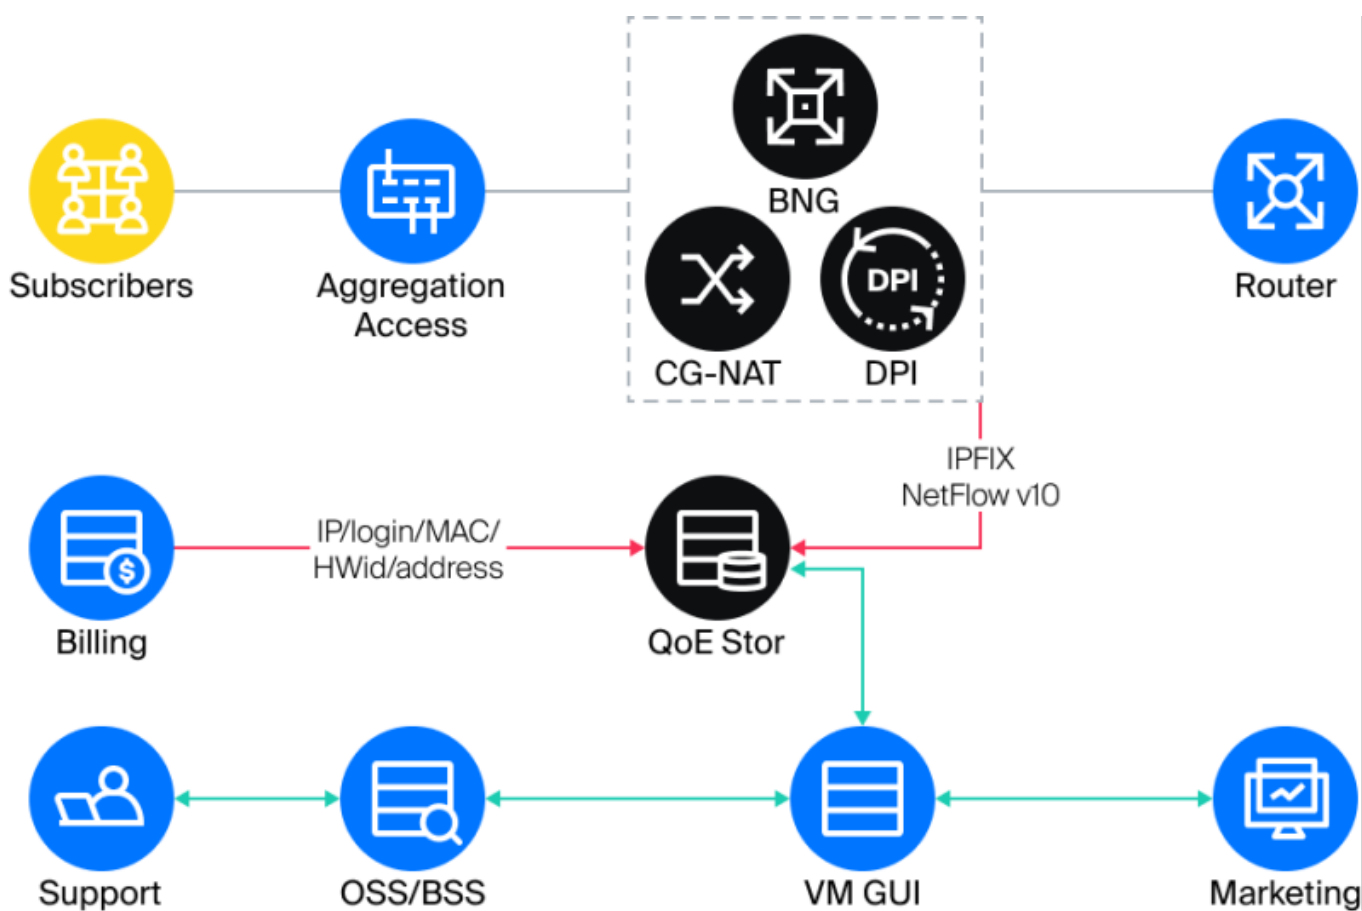 BNG
Subscribers
Aggregation
Access
CG-NAT
DPI
DPI
Router
IPFIX
NetFlow v10
IP/login/MAC/
HWid/address
$
Billing
QoE Stor
Support
OSS/BSS
VM GUI
Marketing